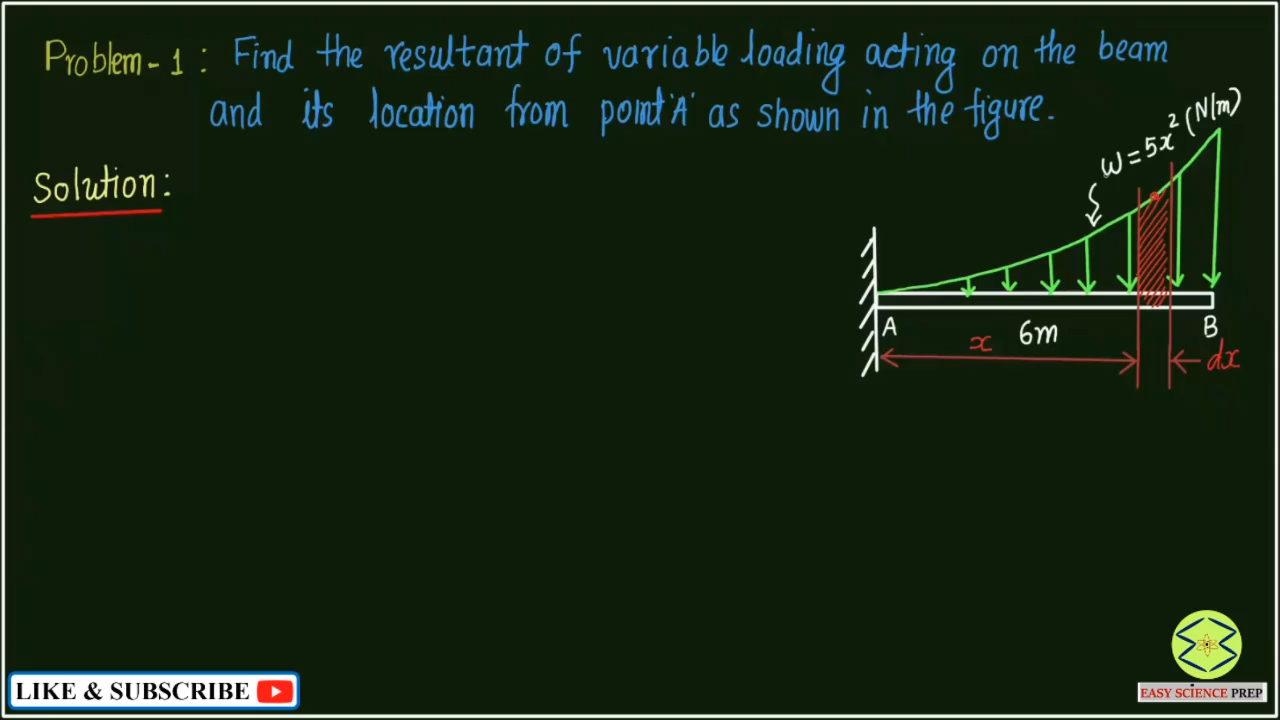 Problem-1: Find the resultant of variable loading acting on the beam
and its location from point 'A' as shown in the figure.
Solution:
w = 5x² (N/m)
A
6m
B
x
dx
LIKE & SUBSCRIBE
EASY SCIENCE PREP